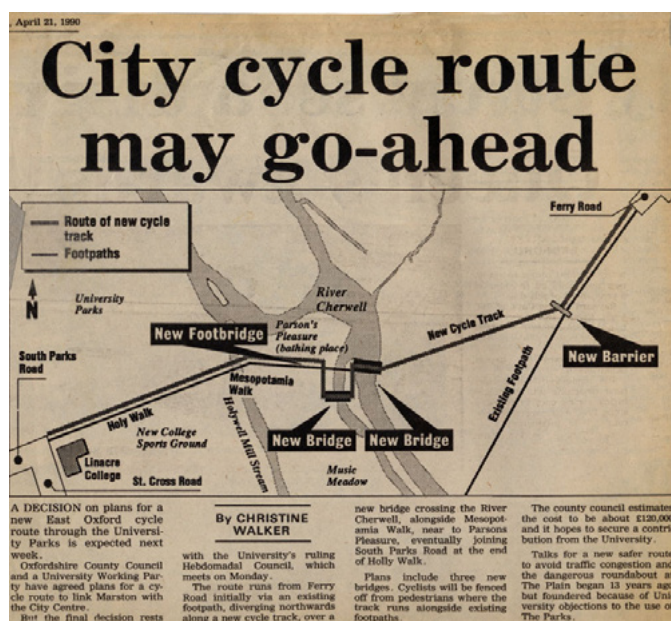 , April 21, 1990
City cycle route
may go-ahead
Route of new cycle
track
Footpaths
N
University
Parks
River
Cherwell
Ferry Road
New Footbridge
Parson's
Pleasure
(bathing place)
New Cycle Track
New Barrier
South Parks
Road
Mesopotamia
Walk
Existing Footpath
Holy Walk
New College
Sports Ground
Holywell Mill Stream
New Bridge
New Bridge
Linacre
College
St. Cross Road
Music
Meadow
A DECISION on plans for a
new East Oxford cycle
route through the Universi-
ty Parks is expected next
week.
Oxfordshire County Council
and a University Working Par-
ty have agreed plans for a cy-
cle route to link Marston with
the City Centre.
But the final decision rests
By CHRISTINE
WALKER
with the University's ruling
Hebdomadal Council, which
meets on Monday.
The route runs from Ferry
Road initially via an existing
footpath, diverging northwards
along a new cycle track, over a
new bridge crossing the River
Cherwell, alongside Mesopot-
amia Walk, near to Parsons
Pleasure, eventually joining
South Parks Road at the end
of Holly Walk.
Plans include three new
bridges. Cyclists will be fenced
off from pedestrians where the
track runs alongside existing
footpaths.
The county council estimates
the cost to be about £120,000
and it hopes to secure a contri-
bution from the University.
Talks for a new safer route
to avoid traffic congestion and
the dangerous roundabout at
The Plain began 13 years ago
but foundered because of Uni-
versity objections to the use of
The Parks.